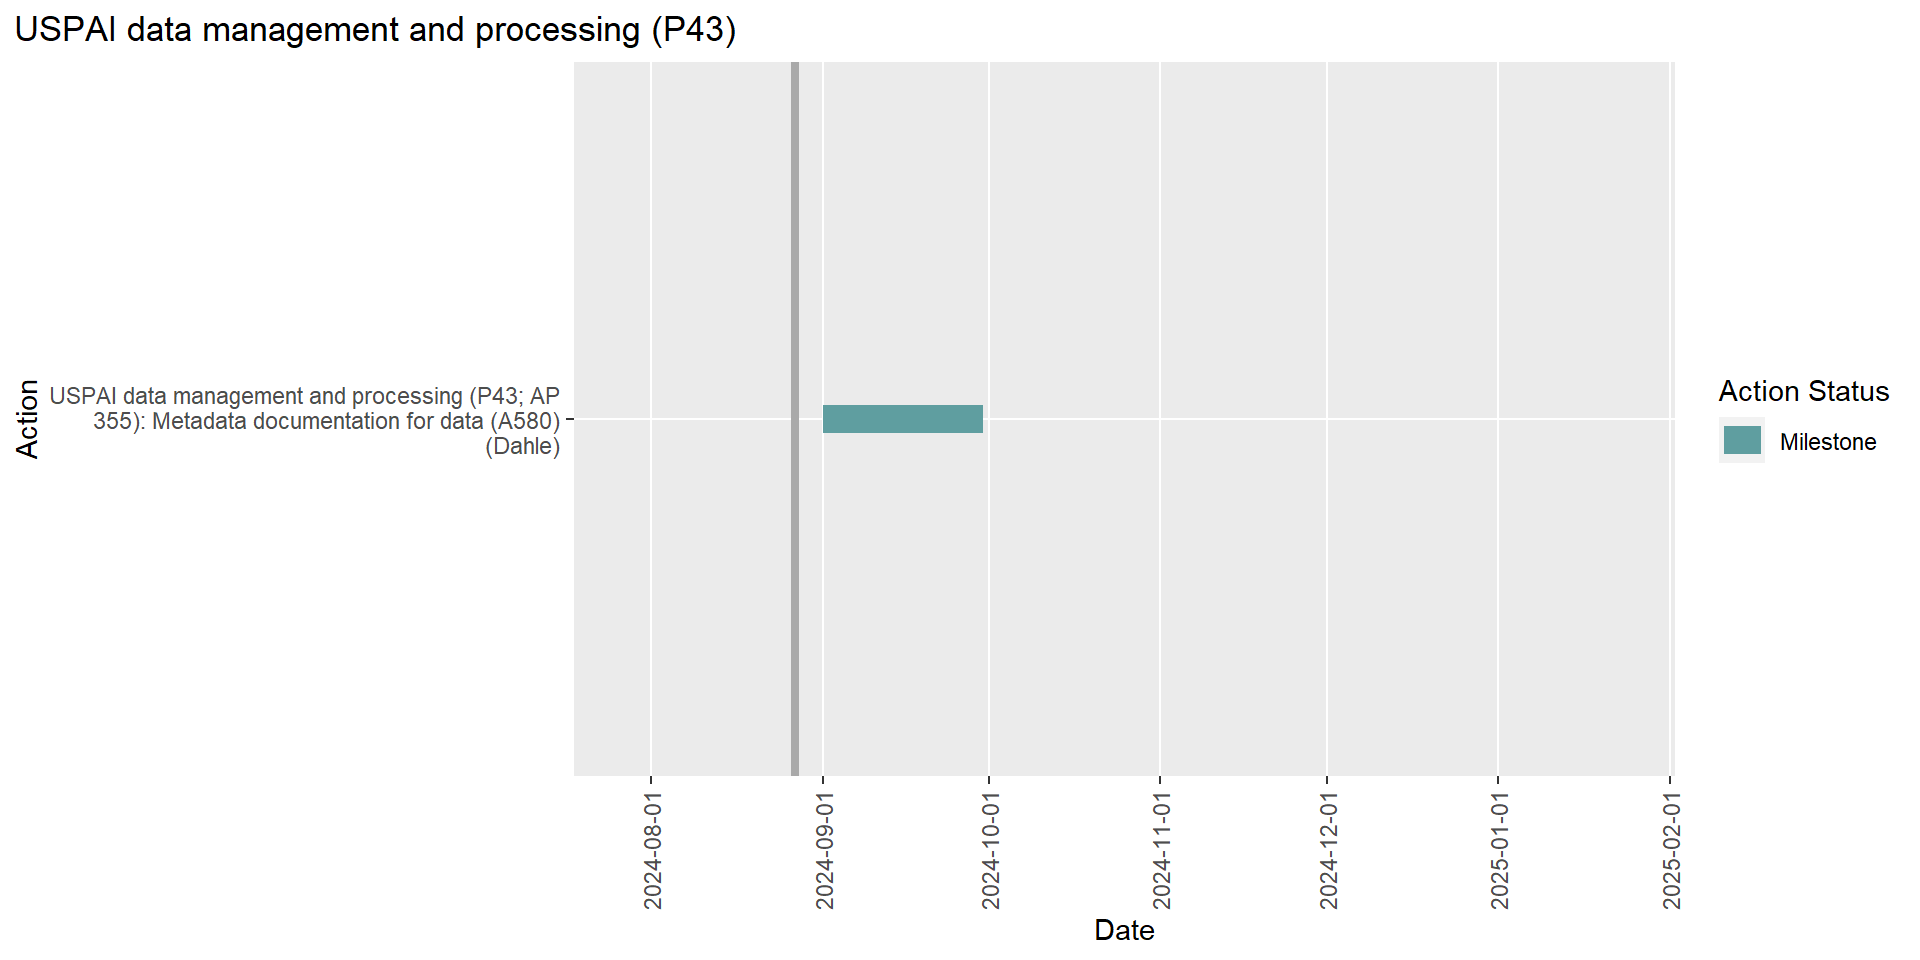 USPAI data management and processing (P43)
Action
USPAI data management and processing (P43; AP
355): Metadata documentation for data (A580)
(Dahle)
Action Status
Milestone
2024-08-01
2024-09-01
2024-10-01
2024-11-01
2024-12-01
2025-01-01
2025-02-01
Date